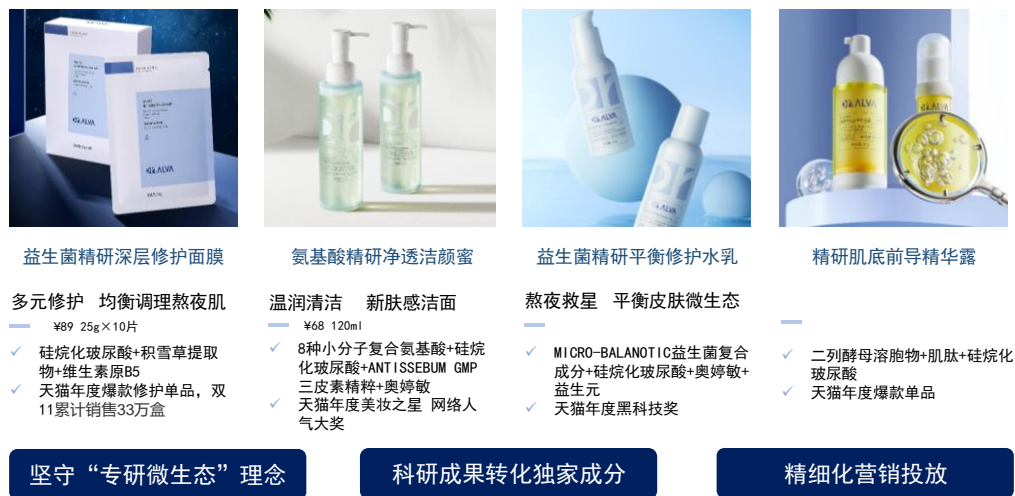 ALVA
ALVA
ALVA
ALVA
ALVA
ALVA
益生菌精研深层修护面膜
氨基酸精研净透洁颜蜜
益生菌精研平衡修护水乳
精研肌底前导精华露
多元修护 均衡调理熬夜肌
¥89 25g×10片
硅烷化玻尿酸+积雪草提取
物+维生素原B5
天猫年度爆款修护单品，双
11累计销售33万盒
温润清洁 新肤感洁面
¥68 120ml
8种小分子复合氨基酸+硅烷
化玻尿酸+ANTISSEBUM GMP
三皮素精粹+奥婷敏
天猫年度美妆之星 网络人
气大奖
熬夜救星 平衡皮肤微生态
MICRO-BALANOTIC益生菌复合
成分+硅烷化玻尿酸+奥婷敏+
益生元
天猫年度黑科技奖
二列酵母溶胞物+肌肽+硅烷化
玻尿酸
天猫年度爆款单品
坚守“专研微生态”理念
科研成果转化独家成分
精细化营销投放